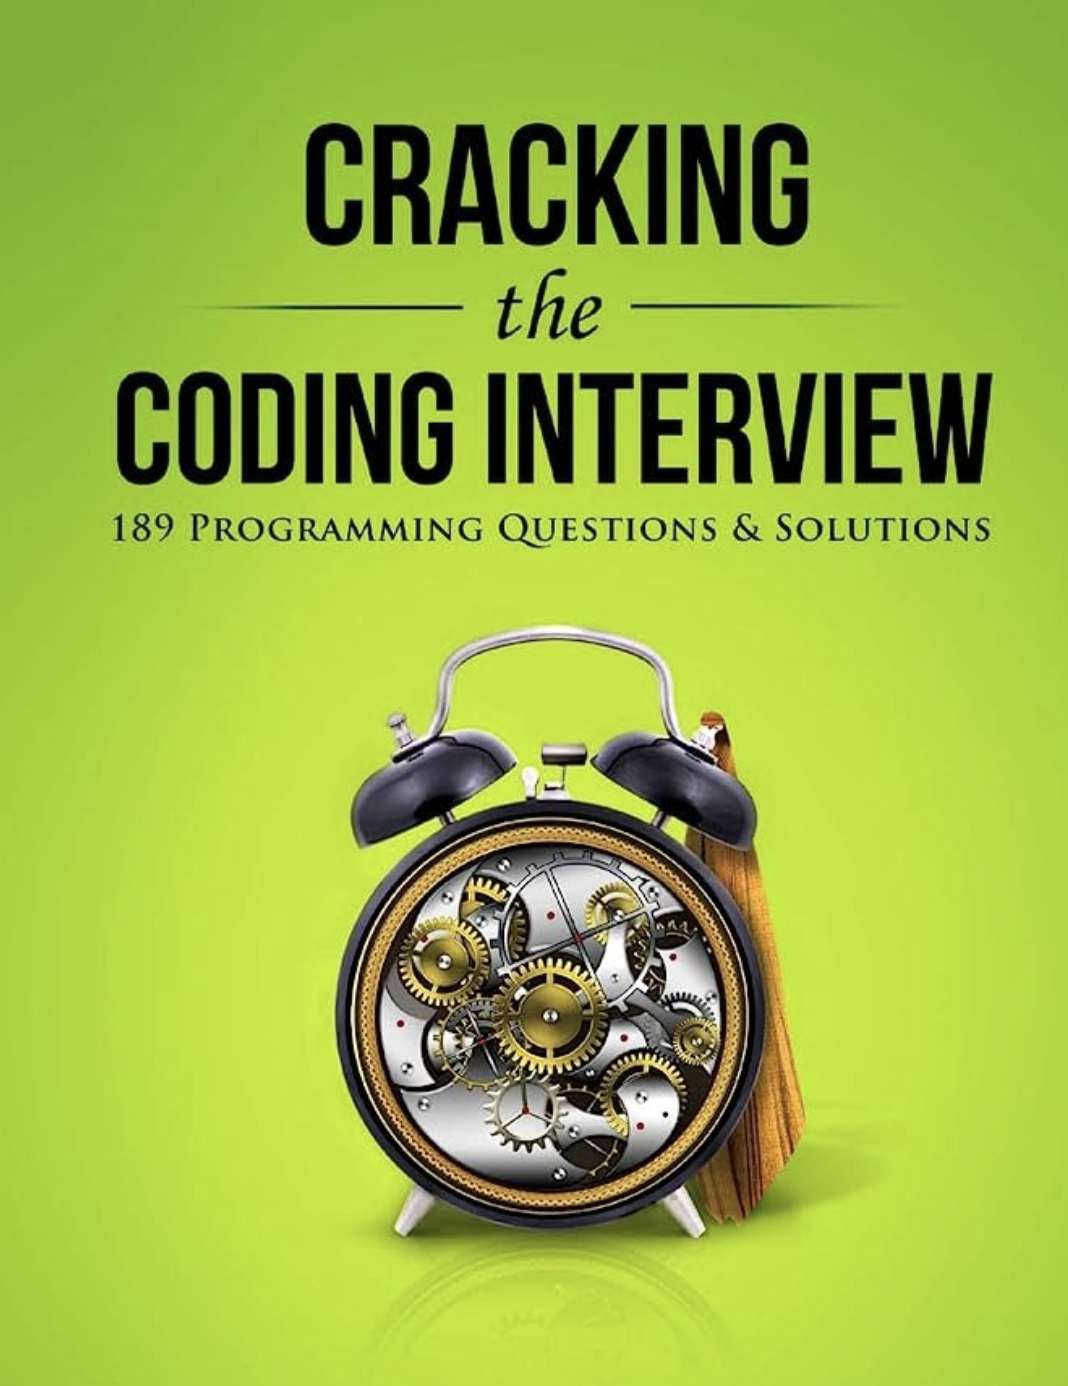 CRACKING
the
CODING INTERVIEW
189 PROGRAMMING QUESTIONS & SOLUTIONS